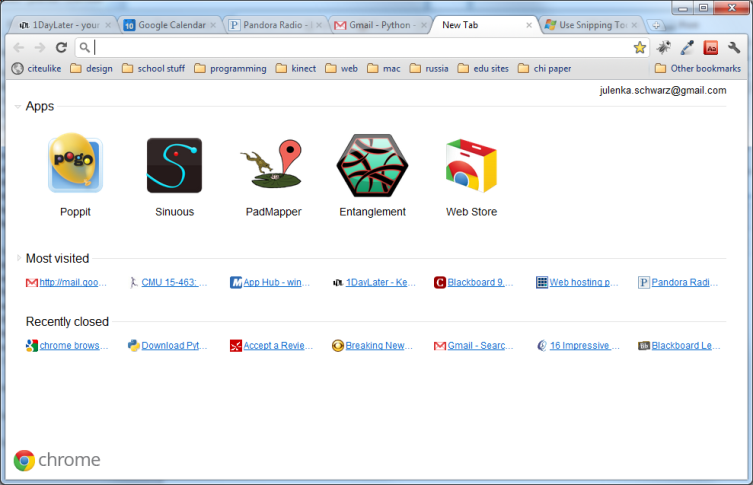 1DayLater - your
10 Google Calendar
Pandora Radio -
Gmail - Python -
New Tab
Use Snipping To
citeulike design school stuff programming kinect web mac russia edu sites chi paper Other bookmarks
julenka.schwarz@gmail.com
Apps
pogo
Poppit Sinuous PadMapper Entanglement Web Store
Most visited
http://mail.goo... CMU 15-463: ... App Hub - win... 1DayLater - Ke... Blackboard 9.... Web hosting p... Pandora Radi...
Recently closed
chrome brows... Download Pyt... Accept a Revie... Breaking New... Gmail - Searc... 16 Impressive ... Blackboard Le...
chrome